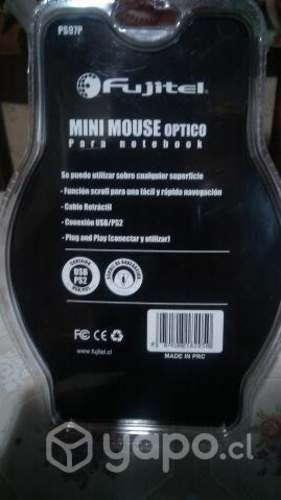 PS97P
Fujitel
MINI MOUSE OPTICO
Para notebook
Se puede utilizar sobre cualquier superficie
- Función scroll para una fácil y rápida navegación
- Cable Retráctil
- Conexión USB/PS2
- Plug and Play (conectar y utilizar)
USB
PS2
FC CE
www.fujitel.cl
MADE IN PRC
yapo.cl